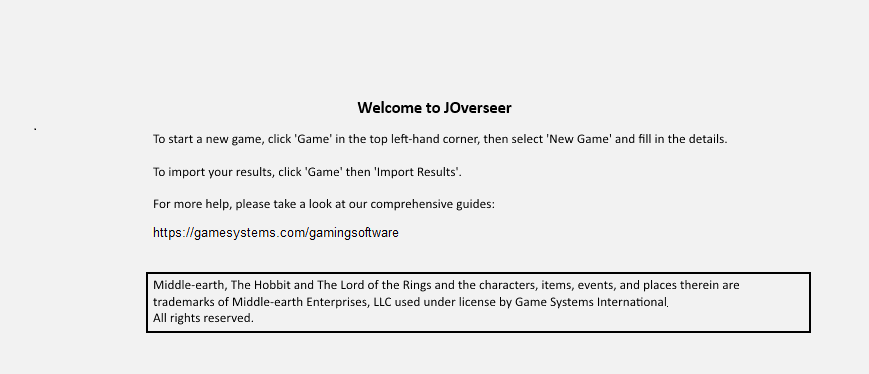 Welcome to JOverseer
To start a new game, click 'Game' in the top left-hand corner, then select 'New Game' and fill in the details.
To import your results, click 'Game' then 'Import Results'.
For more help, please take a look at our comprehensive guides:
https://gamesystems.com/gamingsoftware
Middle-earth, The Hobbit and The Lord of the Rings and the characters, items, events, and places therein are
trademarks of Middle-earth Enterprises, LLC used under license by Game Systems International.
All rights reserved.